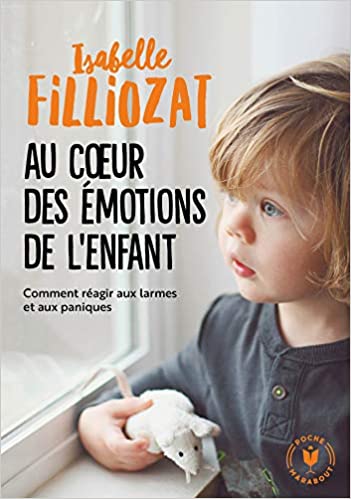 Isabelle
FiLLiOZAT
AU CŒUR
DES ÉMOTIONS
DE L'ENFANT
Comment réagir aux larmes
et aux paniques
POCHE
MARABOUT